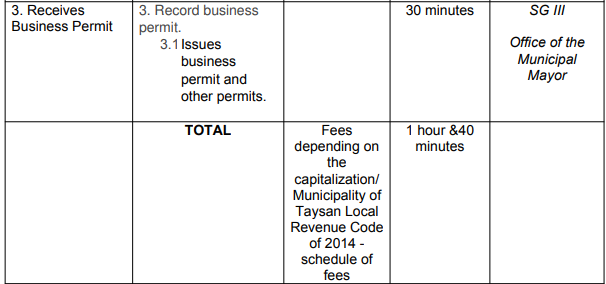 3. Receives
Business Permit
3. Record business
permit.
3.1 Issues
business
permit and
other permits.
30 minutes
SG III
Office of the
Municipal
Mayor
TOTAL
Fees
depending on
the
capitalization/
Municipality of
Taysan Local
Revenue Code
of 2014 -
schedule of
fees
1 hour &40
minutes